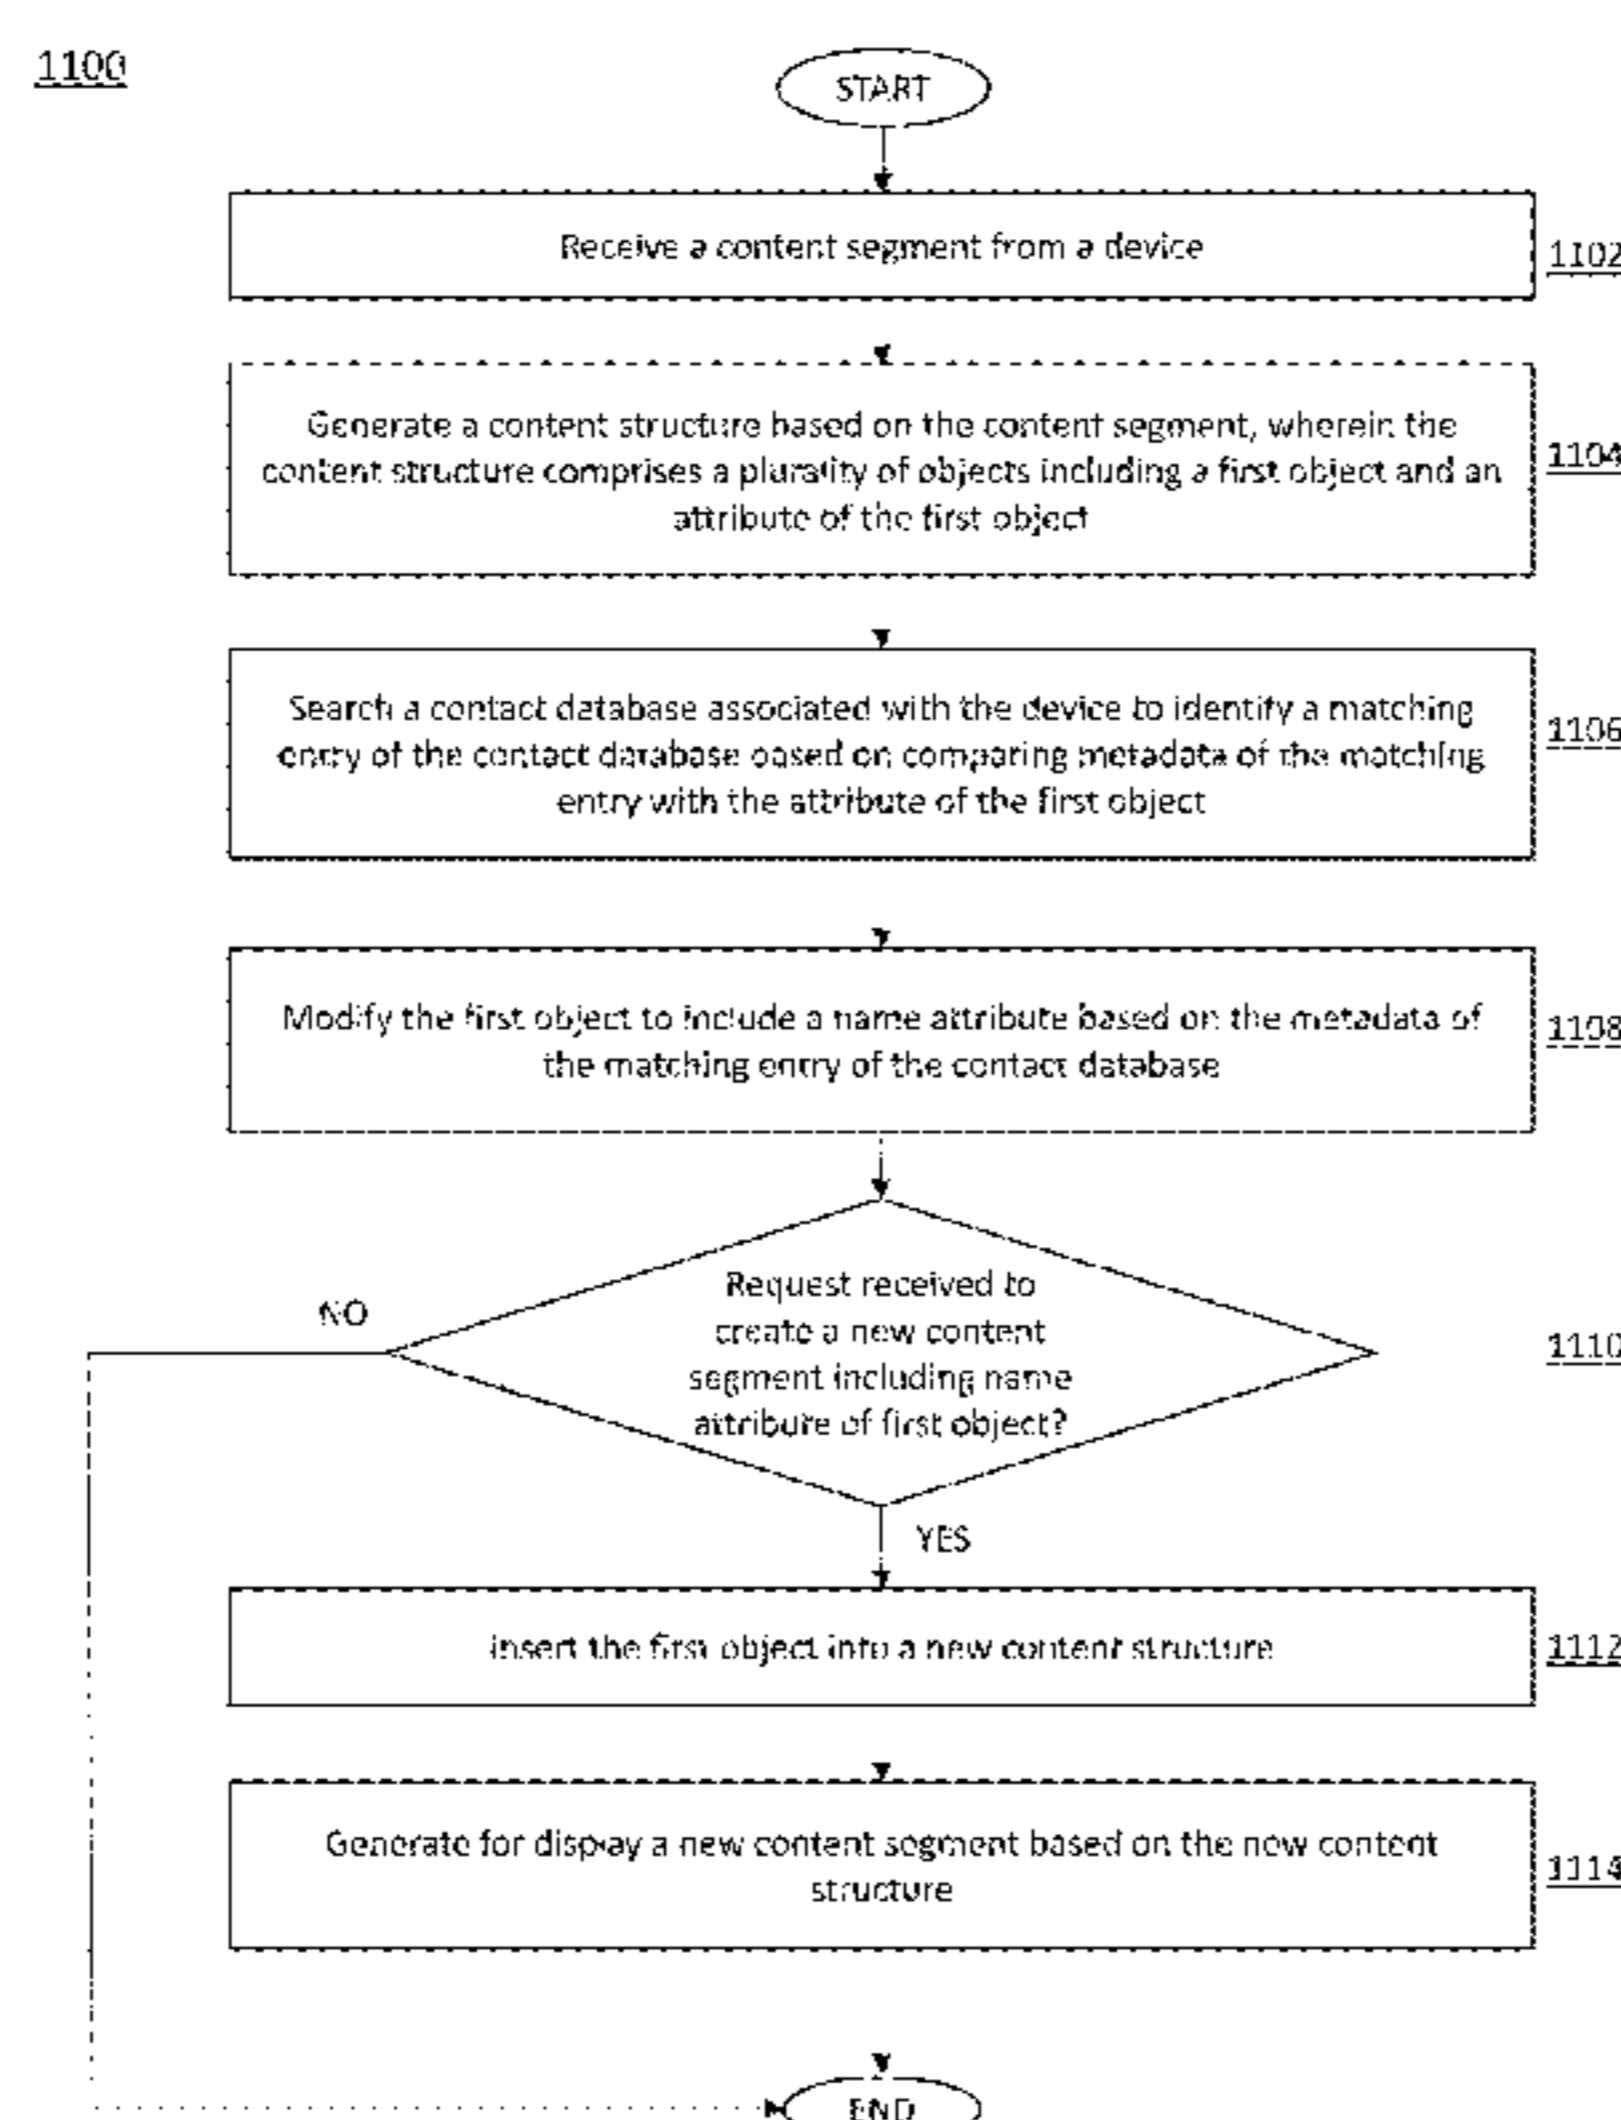 1100
START
Receive a content segment from a device
1102
Generate a content structure based on the content segment, wherein the
content structure comprises a plurality of objects including a first object and an
attribute of the first object
1104
Search a contact database associated with the device to identify a matching
entry of the contact database based on comparing metadata of the matching
entry with the attribute of the first object
1106
Modify the first object to include a name attribute based on the metadata of
the matching entry of the contact database
1108
Request received to
create a new content
segment including name
attribute of first object?
NO
1110
YES
Insert the first object into a new content structure
1112
Generate for display a new content segment based on the new content
structure
1114
END